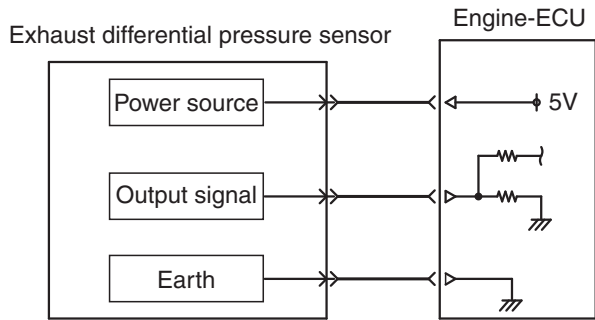 Engine-ECU
Exhaust differential pressure sensor
Power source
5V
Output signal
Earth